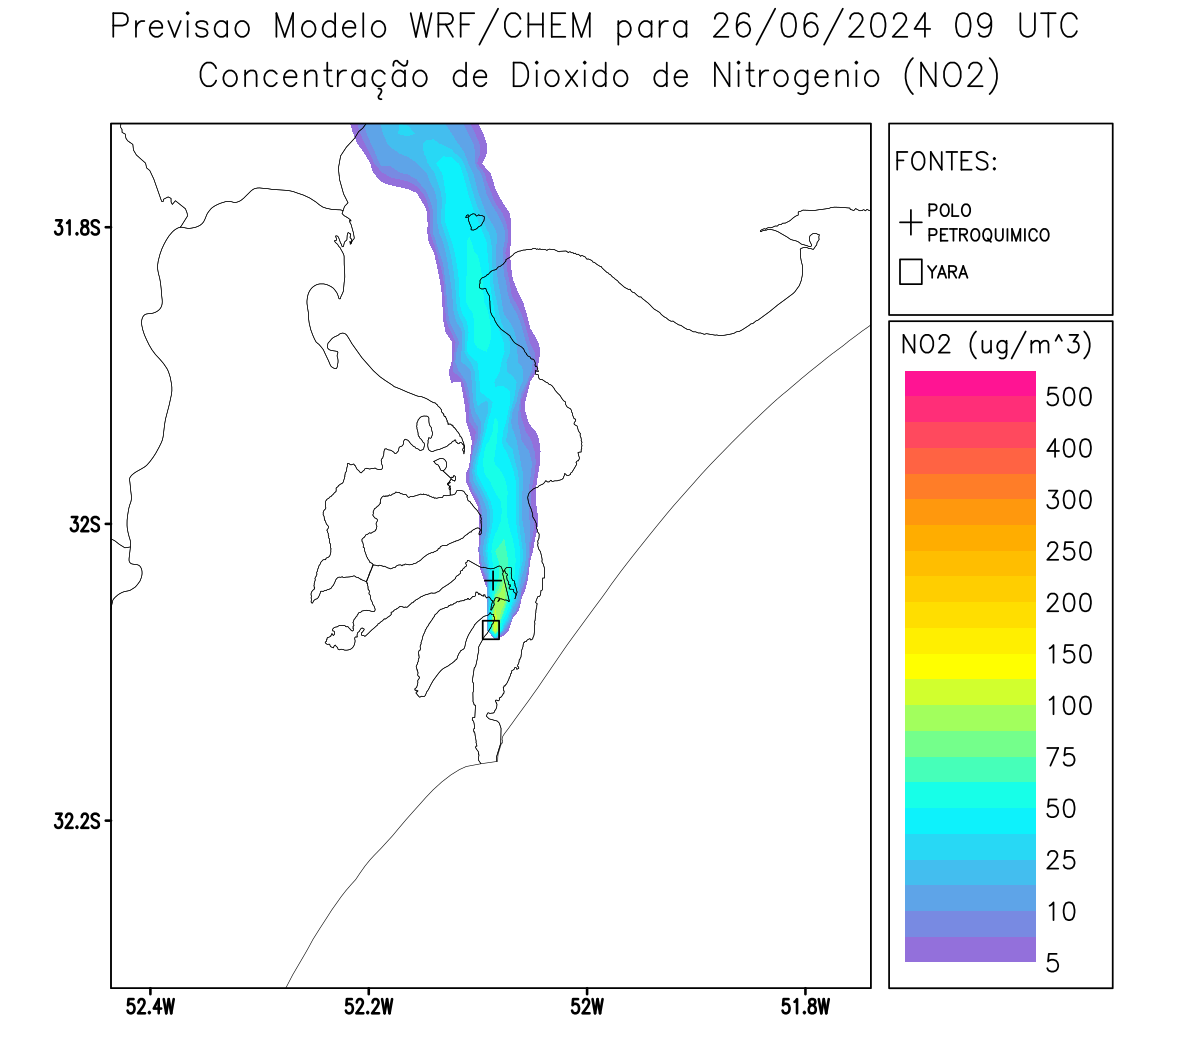 Previsao Modelo WRF/CHEM para 26/06/2024 09 UTC
Concentração de Dioxido de Nitrogenio (NO2)
FONTES:
POLO
PETROQUIMICO
YARA
31.8S
32S
32.2S
52.4W
52.2W
52W
51.8W
NO2 (ug/m^3)
500
400
300
250
200
150
100
75
50
25
10
5